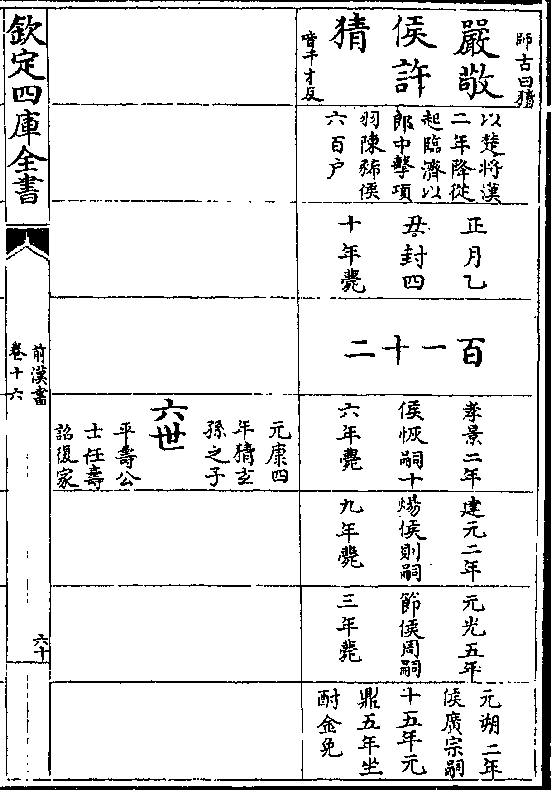 師古曰猜
嚴敬
侯許
猜
音千才反
以楚將漢
二年降從
起臨濟以
郎中擊項
羽陳豨侯
六百户
正月乙
丑封四
十年薨
百一十二
孝景二年
侯恢嗣十
六年薨
建元二年
煬侯則嗣
九年薨
元光五年
節侯周嗣
三年薨
元朔二年
侯廣宗嗣
十五年元
鼎五年坐
酎金免
元康四
年猜玄
孫之子
六世
平壽公
士任壽
詔復家
欽定四庫全書
前漢書
卷十六
六十